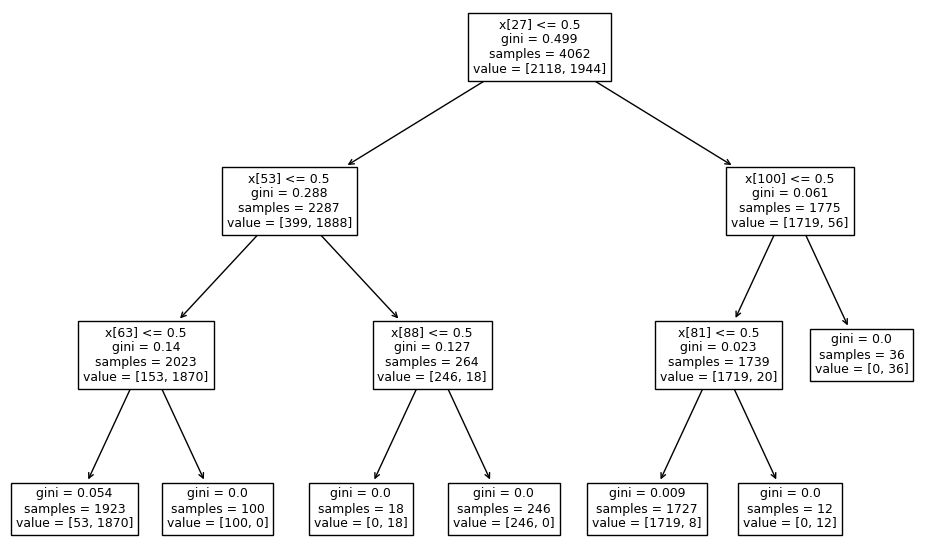 x[27] <= 0.5
gini = 0.499
samples = 4062
value = [2118, 1944]
x[53] <= 0.5
gini = 0.288
samples = 2287
value = [399, 1888]
x[100] <= 0.5
gini = 0.061
samples = 1775
value = [1719, 56]
x[63] <= 0.5
gini = 0.14
samples = 2023
value = [153, 1870]
x[88] <= 0.5
gini = 0.127
samples = 264
value = [246, 18]
x[81] <= 0.5
gini = 0.023
samples = 1739
value = [1719, 20]
gini = 0.0
samples = 36
value = [0, 36]
gini = 0.054
samples = 1923
value = [53, 1870]
gini = 0.0
samples = 100
value = [100, 0]
gini = 0.0
samples = 18
value = [0, 18]
gini = 0.0
samples = 246
value = [246, 0]
gini = 0.009
samples = 1727
value = [1719, 8]
gini = 0.0
samples = 12
value = [0, 12]